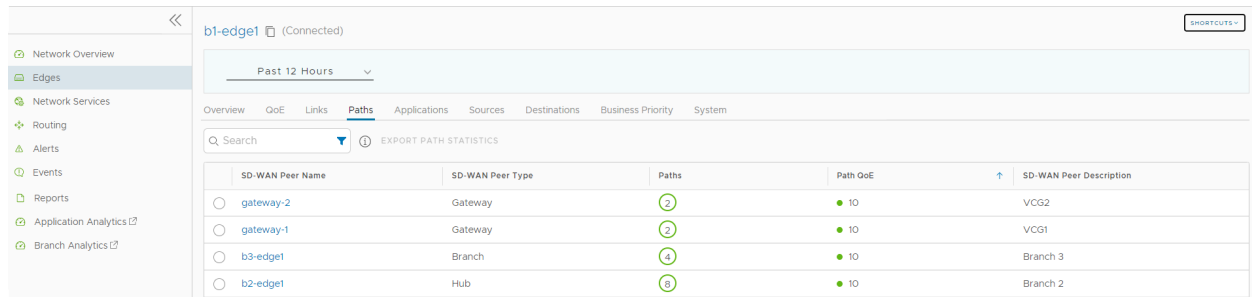 SHORTCUTS
b1-edge1 (Connected)
Network Overview
Edges
Network Services
Routing
Alerts
Events
Reports
Application Analytics
Branch Analytics
Past 12 Hours
Overview QoE Links Paths Applications Sources Destinations Business Priority System
Search EXPORT PATH STATISTICS
SD-WAN Peer Name SD-WAN Peer Type Paths Path QoE SD-WAN Peer Description
gateway-2 Gateway 2 10 VCG2
gateway-1 Gateway 2 10 VCG1
b3-edge1 Branch 4 10 Branch 3
b2-edge1 Hub 8 10 Branch 2